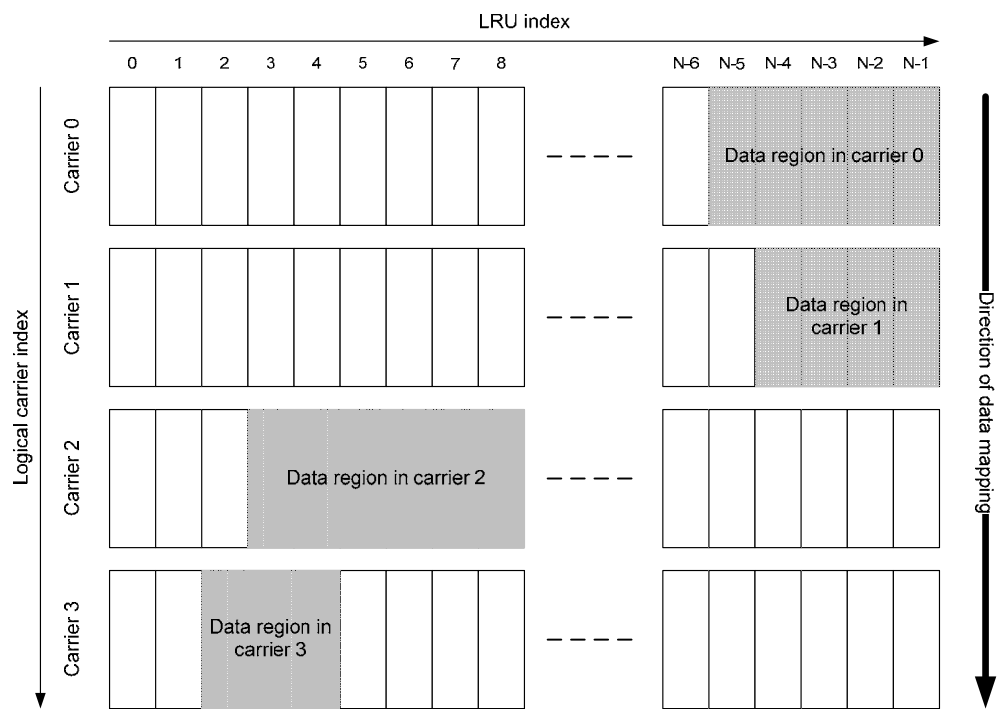 LRU index
0 1 2 3 4 5 6 7 8 N-6 N-5 N-4 N-3 N-2 N-1
Logical carrier index
Carrier 0
Data region in carrier 0
Carrier 1
Data region in
carrier 1
Carrier 2
Data region in carrier 2
Carrier 3
Data region in
carrier 3
Direction of data mapping